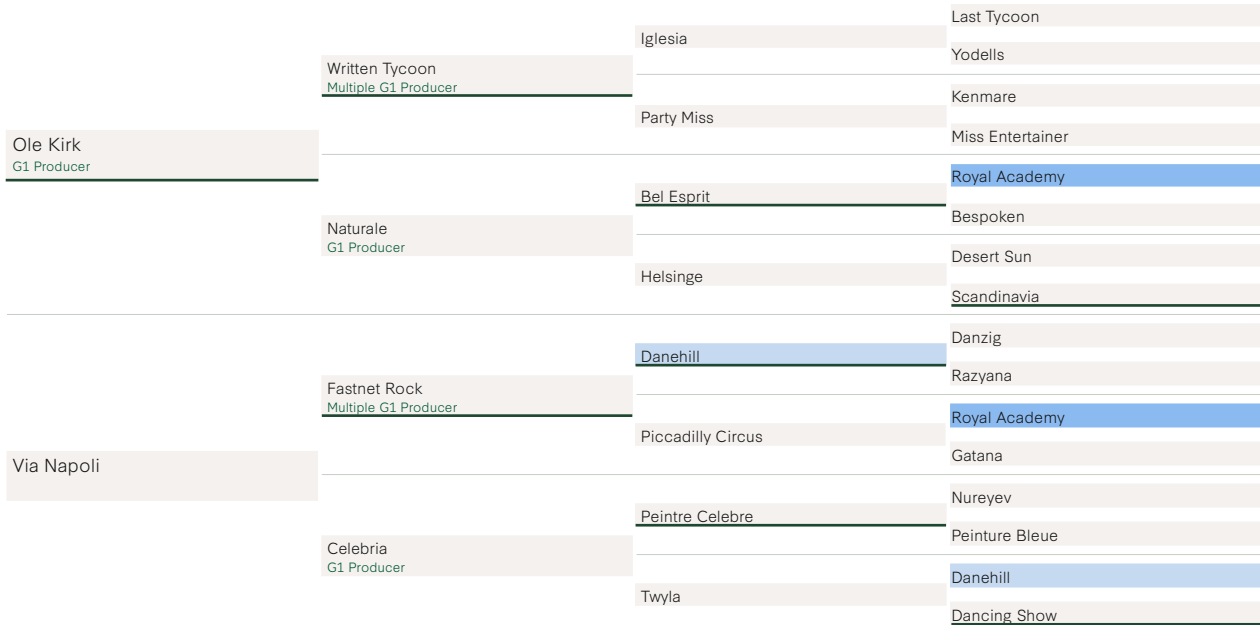 Ole Kirk
G1 Producer
Via Napoli
Written Tycoon
Multiple G1 Producer
Naturale
G1 Producer
Fastnet Rock
Multiple G1 Producer
Celebria
G1 Producer
Iglesia
Party Miss
Bel Esprit
Helsinge
Danehill
Piccadilly Circus
Peintre Celebre
Twyla
Last Tycoon
Yodells
Kenmare
Miss Entertainer
Royal Academy
Bespoken
Desert Sun
Scandinavia
Danzig
Razyana
Royal Academy
Gatana
Nureyev
Peinture Bleue
Danehill
Dancing Show